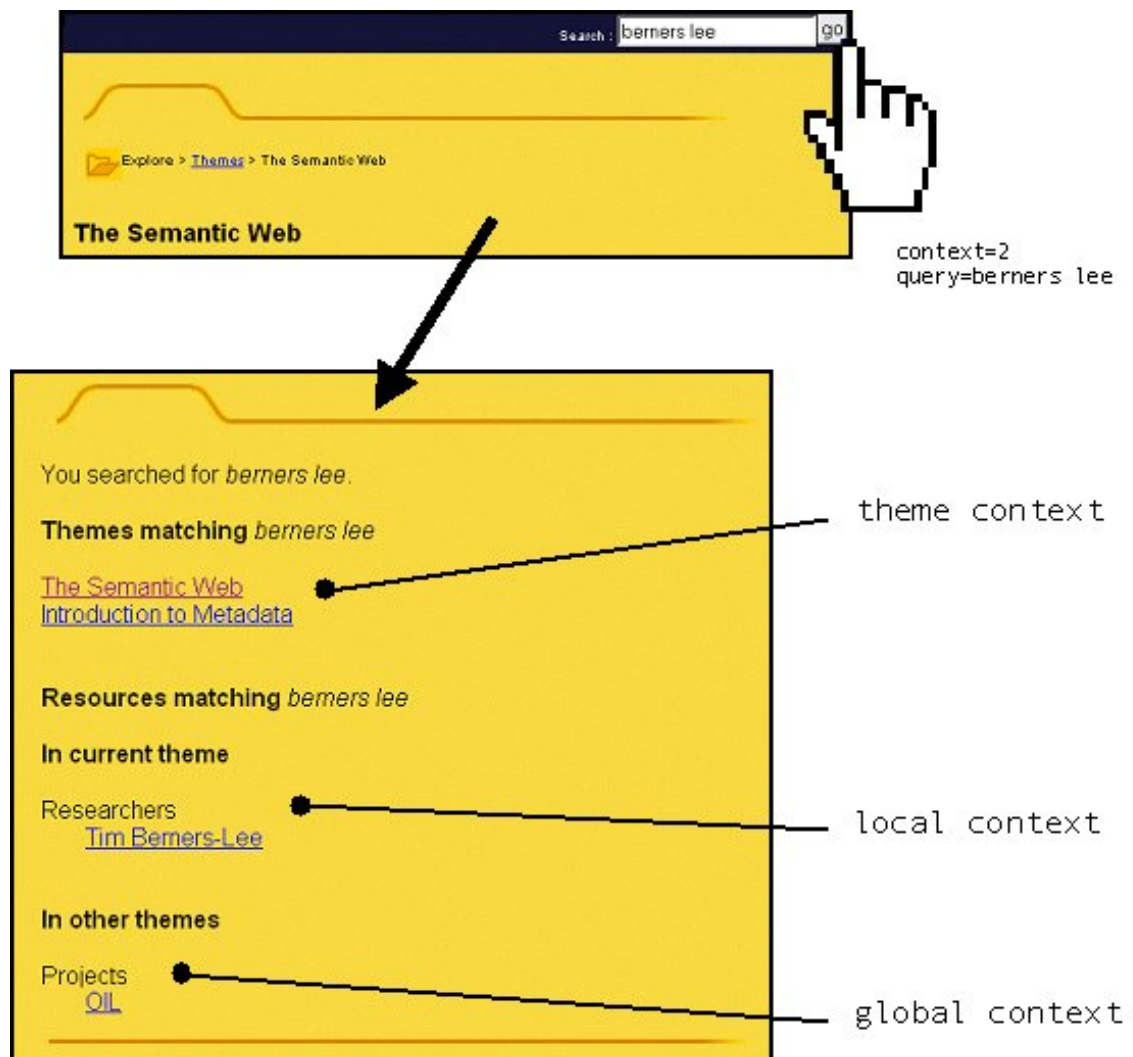 Search : berners lee go
Explore > Themes > The Semantic Web
The Semantic Web
context=2
query=berners lee
You searched for berners lee.
Themes matching berners lee
theme context
The Semantic Web
Introduction to Metadata
Resources matching berners lee
In current theme
Researchers
local context
Tim Berners-Lee
In other themes
Projects
OIL
global context